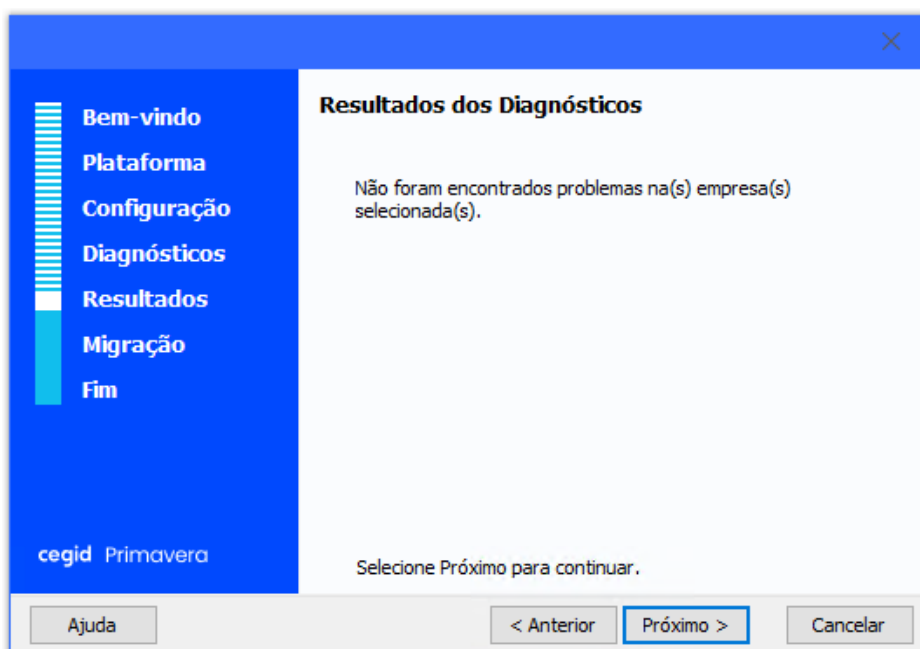 Bem-vindo
Plataforma
Configuração
Diagnósticos
Resultados
Migração
Fim
cegid Primavera
Resultados dos Diagnósticos
Não foram encontrados problemas na(s) empresa(s)
selecionada(s).
Selecione Próximo para continuar.
Ajuda
< Anterior
Próximo >
Cancelar